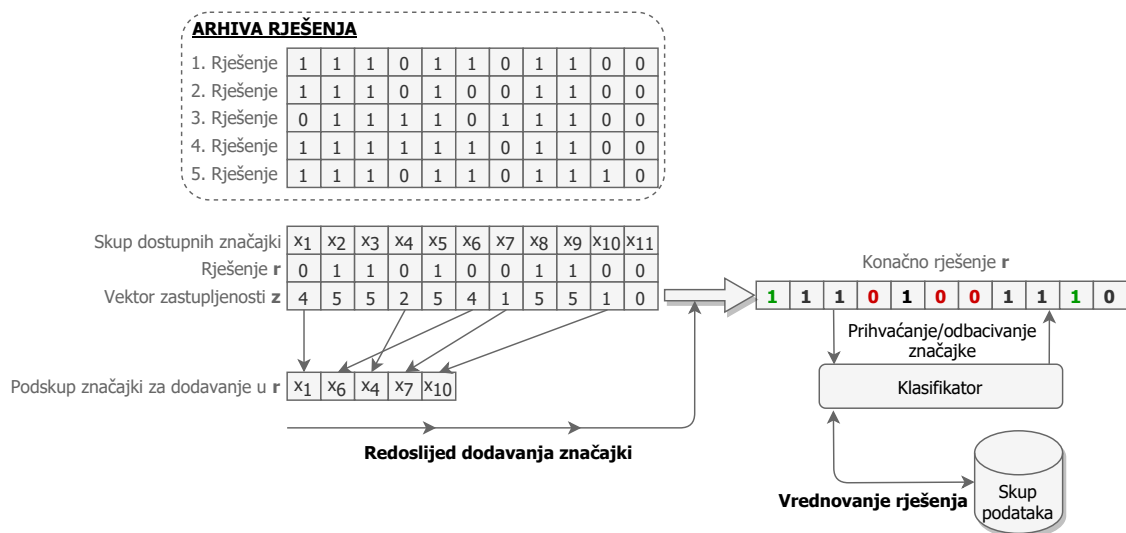 ARHIVA RJEŠENJA
1. Rješenje 1 1 1 0 1 1 0 1 1 0 0
2. Rješenje 1 1 1 0 1 0 0 1 1 0 0
3. Rješenje 0 1 1 1 1 0 1 1 1 0 0
4. Rješenje 1 1 1 1 1 1 0 1 1 0 0
5. Rješenje 1 1 1 0 1 1 0 1 1 1 0
Skup dostupnih značajki x1 x2 x3 x4 x5 x6 x7 x8 x9 x10 x11
Rješenje r 0 1 1 0 1 0 0 1 1 0 0
Vektor zastupljenosti z 4 5 5 2 5 4 1 5 5 1 0
Podskup značajki za dodavanje u r x1 x6 x4 x7 x10
Redoslijed dodavanja značajki
Konačno rješenje r
1 1 1 0 1 0 0 1 1 1 0
Prihvaćanje/odbacivanje
značajke
Klasifikator
Vrednovanje rješenja
Skup
podataka